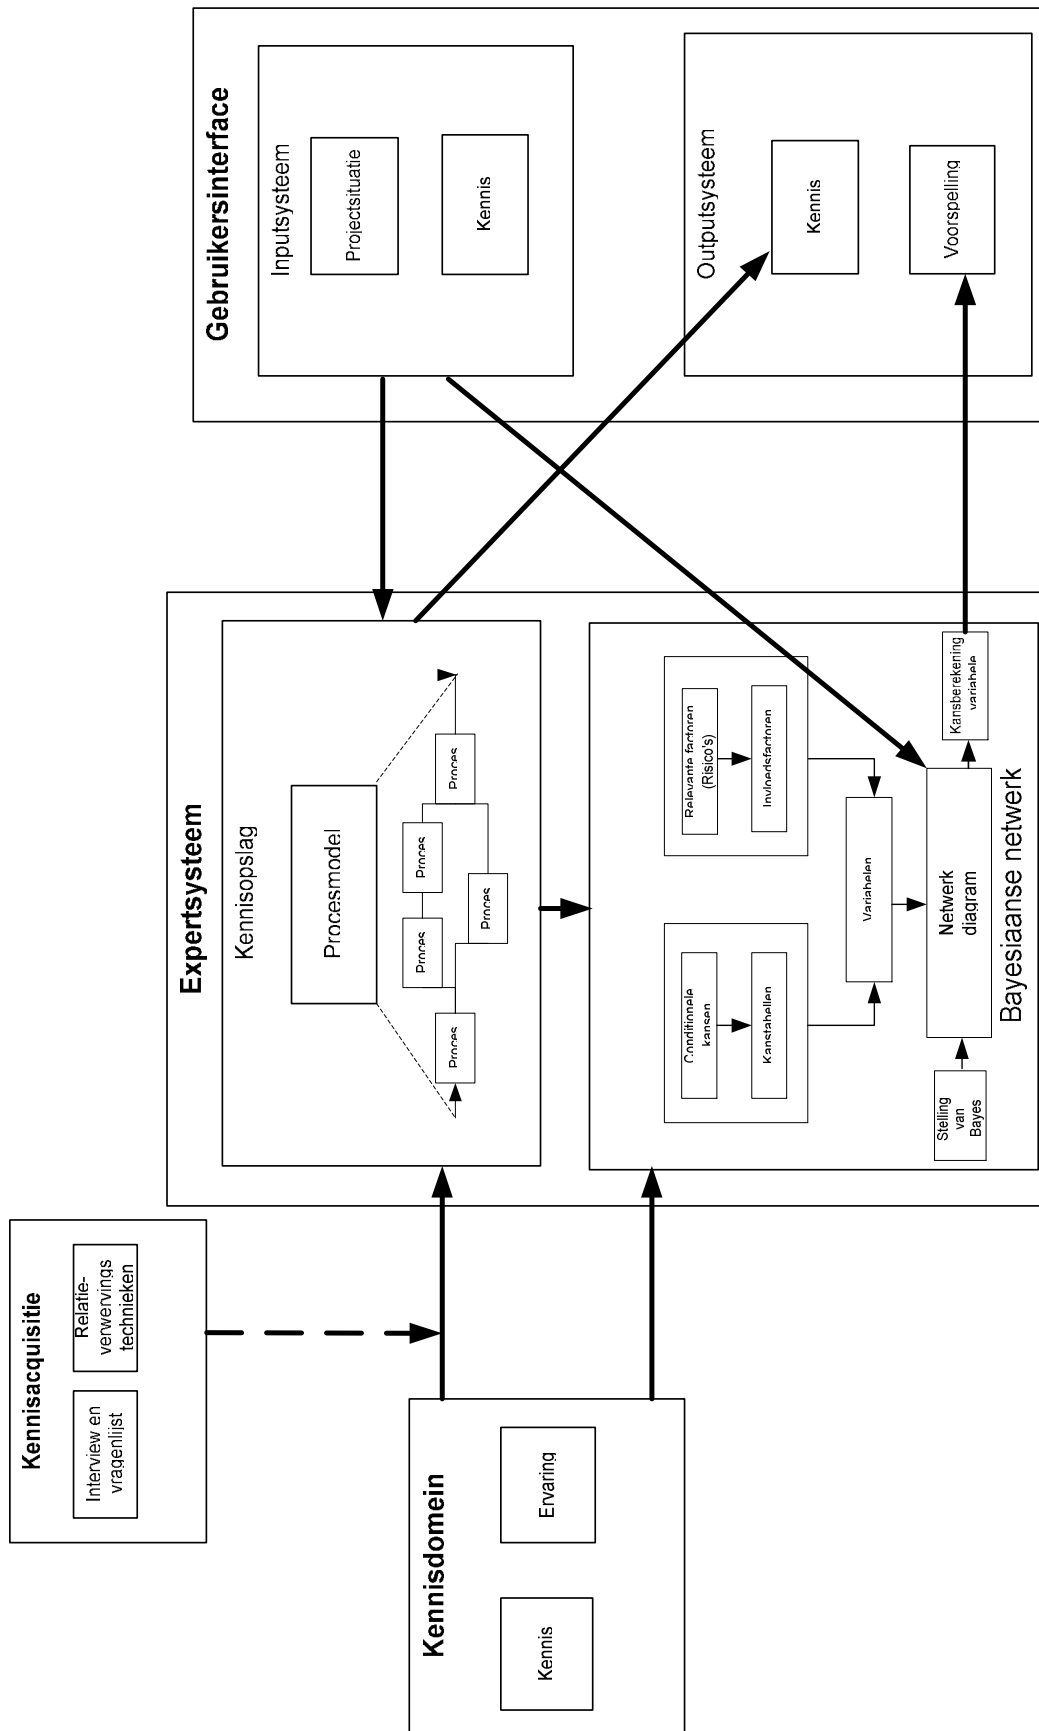 Kennisacquisitie
Interview en
vragenlijst
Relatie-
verwervings
technieken
Kennisdomein
Kennis
Ervaring
Expertsysteem
Kennisopslag
Procesmodel
Proces
Proces
Proces
Proces
Proces
Conditionele
kansen
Kanstabellen
Relevante factoren
(Risico's)
Invloedsfactoren
Variabelen
Stelling
van
Bayes
Netwerk
diagram
Kansberekening
variabele
Bayesiaanse netwerk
Gebruikersinterface
Inputsysteem
Projectsituatie
Kennis
Outputsysteem
Kennis
Voorspelling